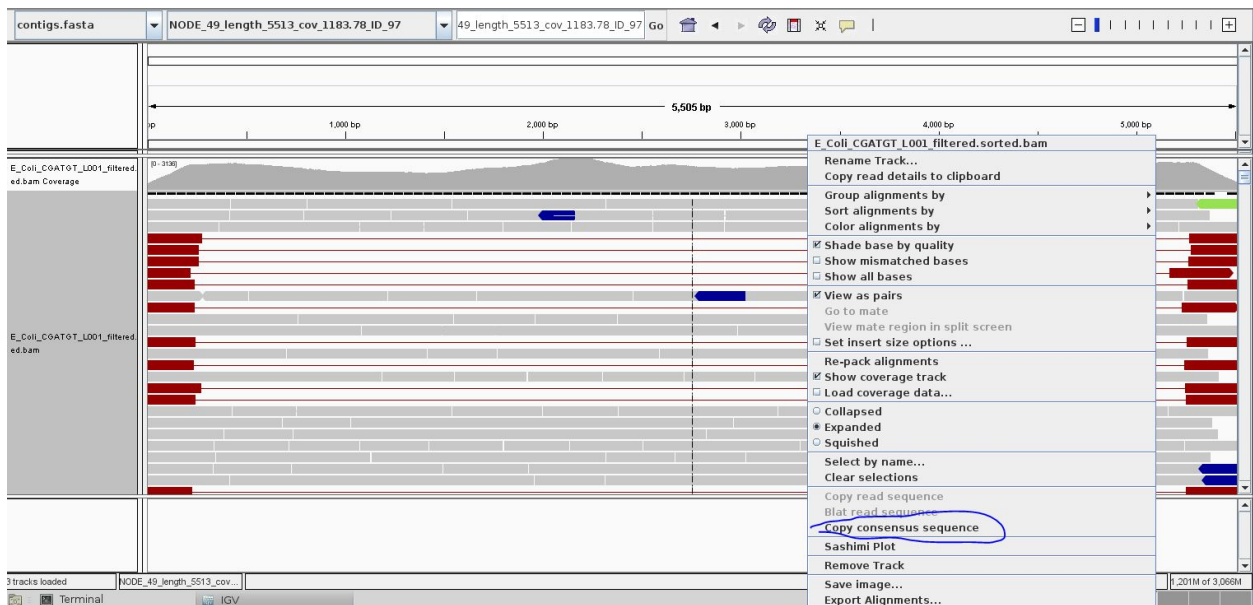 contigs.fasta
NODE_49_length_5513_cov_1183.78_ID_97
49_length_5513_cov_1183.78_ID_97
Go
5,505 bp
bp 1,000 bp 2,000 bp 3,000 bp 4,000 bp 5,000 bp
E_Coli_CGATGT_L001_filtered.sorted.bam
E_Coli_CGATGT_L001_filtered.
ed.bam Coverage
[0 - 3136]
Rename Track...
Copy read details to clipboard
Group alignments by
Sort alignments by
Color alignments by
Shade base by quality
Show mismatched bases
Show all bases
View as pairs
Go to mate
View mate region in split screen
Set insert size options ...
E_Coli_CGATGT_L001_filtered.
ed.bam
Re-pack alignments
Show coverage track
Load coverage data...
Collapsed
Expanded
Squished
Select by name...
Clear selections
Copy read sequence
Blat read sequence
Copy consensus sequence
Sashimi Plot
Remove Track
Save image...
Export Alignments...
3 tracks loaded
NODE_49_length_5513_cov...
1,201M of 3,066M
Terminal
IGV